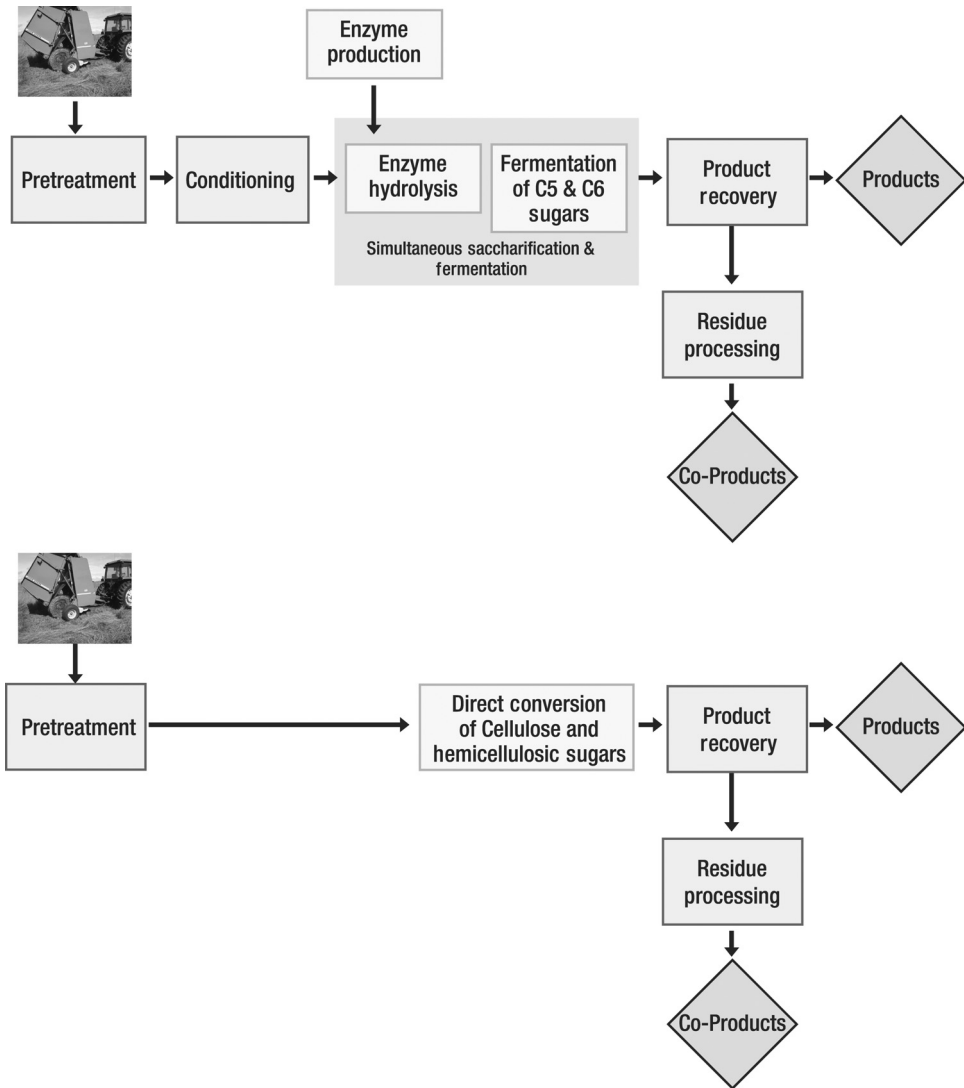 Enzyme
production
Pretreatment
Conditioning
Enzyme
hydrolysis
Fermentation
of C5 & C6
sugars
Simultaneous saccharification &
fermentation
Product
recovery
Products
Residue
processing
Co-Products
Pretreatment
Direct conversion
of Cellulose and
hemicellulosic sugars
Product
recovery
Products
Residue
processing
Co-Products